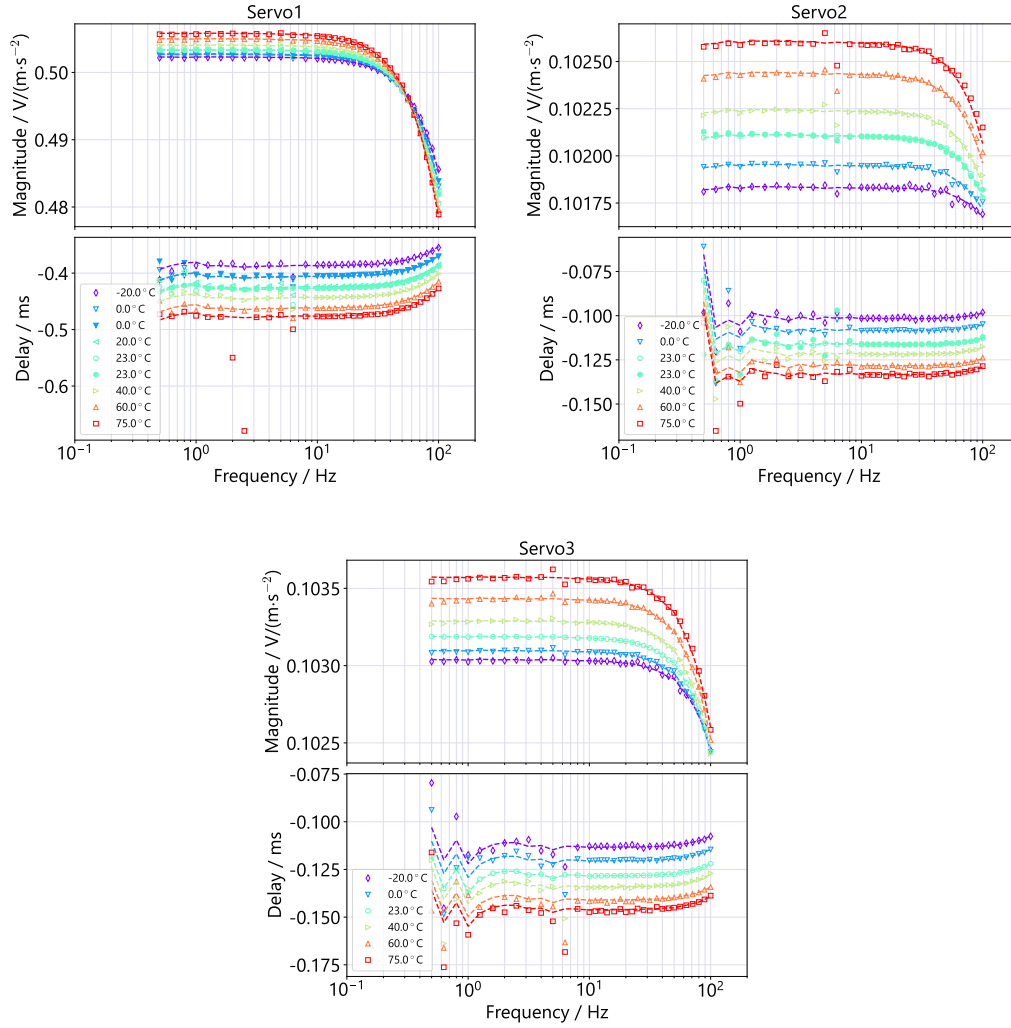 Servo1
Magnitude / V/(m·s⁻²)
0.50
0.49
0.48
Delay / ms
-0.4
-0.5
-0.6
-20.0°C
0.0°C
0.0°C
20.0°C
23.0°C
23.0°C
40.0°C
60.0°C
75.0°C
10⁻¹ 10⁰ 10¹ 10²
Frequency / Hz
Servo2
Magnitude / V/(m·s⁻²)
0.10250
0.10225
0.10200
0.10175
Delay / ms
-0.075
-0.100
-0.125
-0.150
-20.0°C
0.0°C
23.0°C
23.0°C
40.0°C
60.0°C
75.0°C
10⁻¹ 10⁰ 10¹ 10²
Frequency / Hz
Servo3
Magnitude / V/(m·s⁻²)
0.1035
0.1030
0.1025
Delay / ms
-0.075
-0.100
-0.125
-0.150
-0.175
-20.0°C
0.0°C
23.0°C
40.0°C
60.0°C
75.0°C
10⁻¹ 10⁰ 10¹ 10²
Frequency / Hz